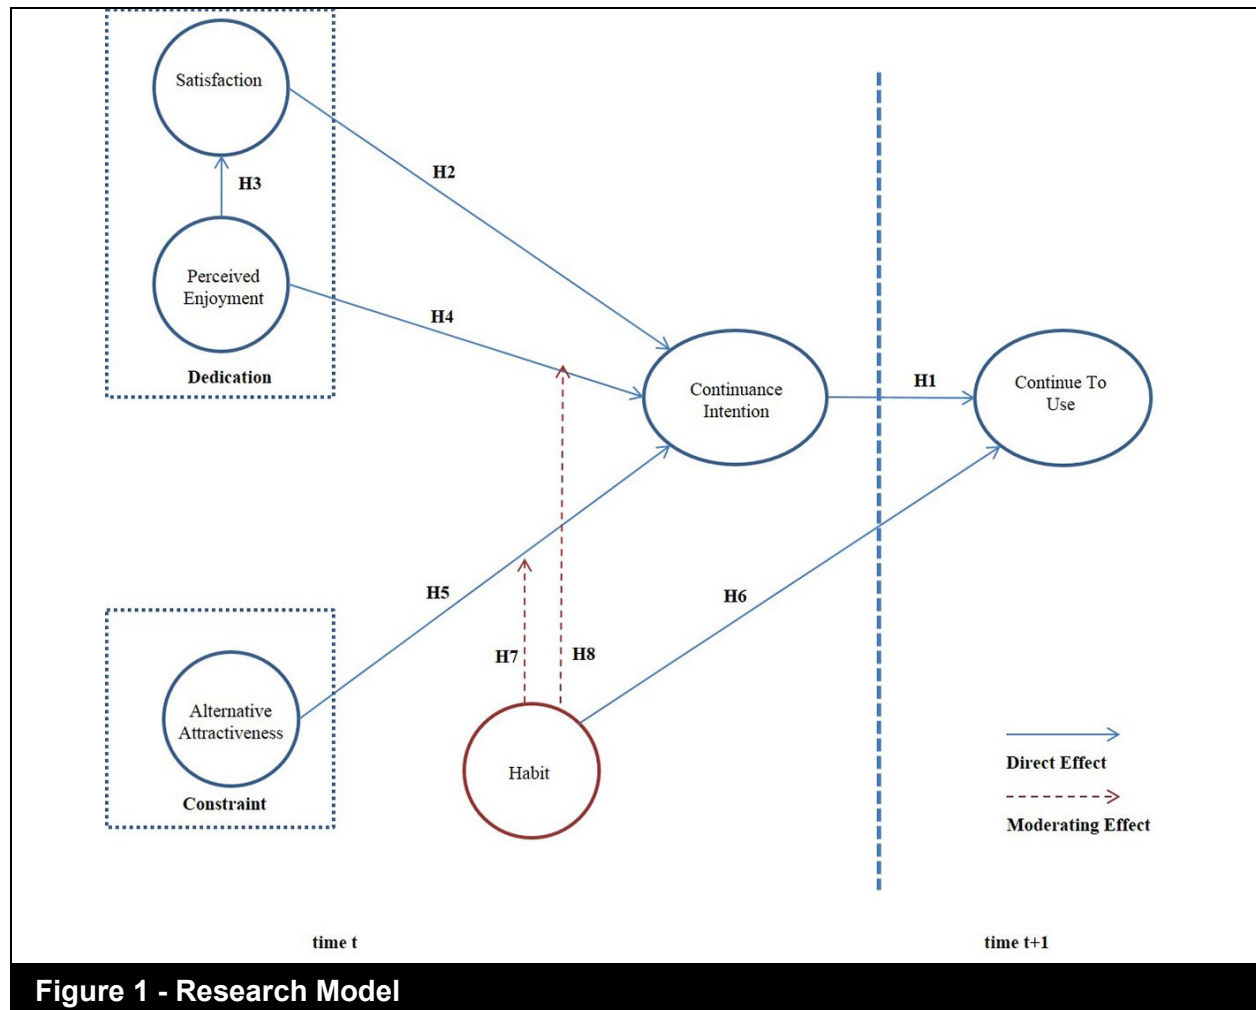 Satisfaction
H3
H2
Perceived
Enjoyment
H4
Dedication
Continuance
Intention
H1
Continue To
Use
H5
H6
H7
H8
Alternative
Attractiveness
Constraint
Habit
Direct Effect
Moderating Effect
time t
time t+1
Figure 1 - Research Model